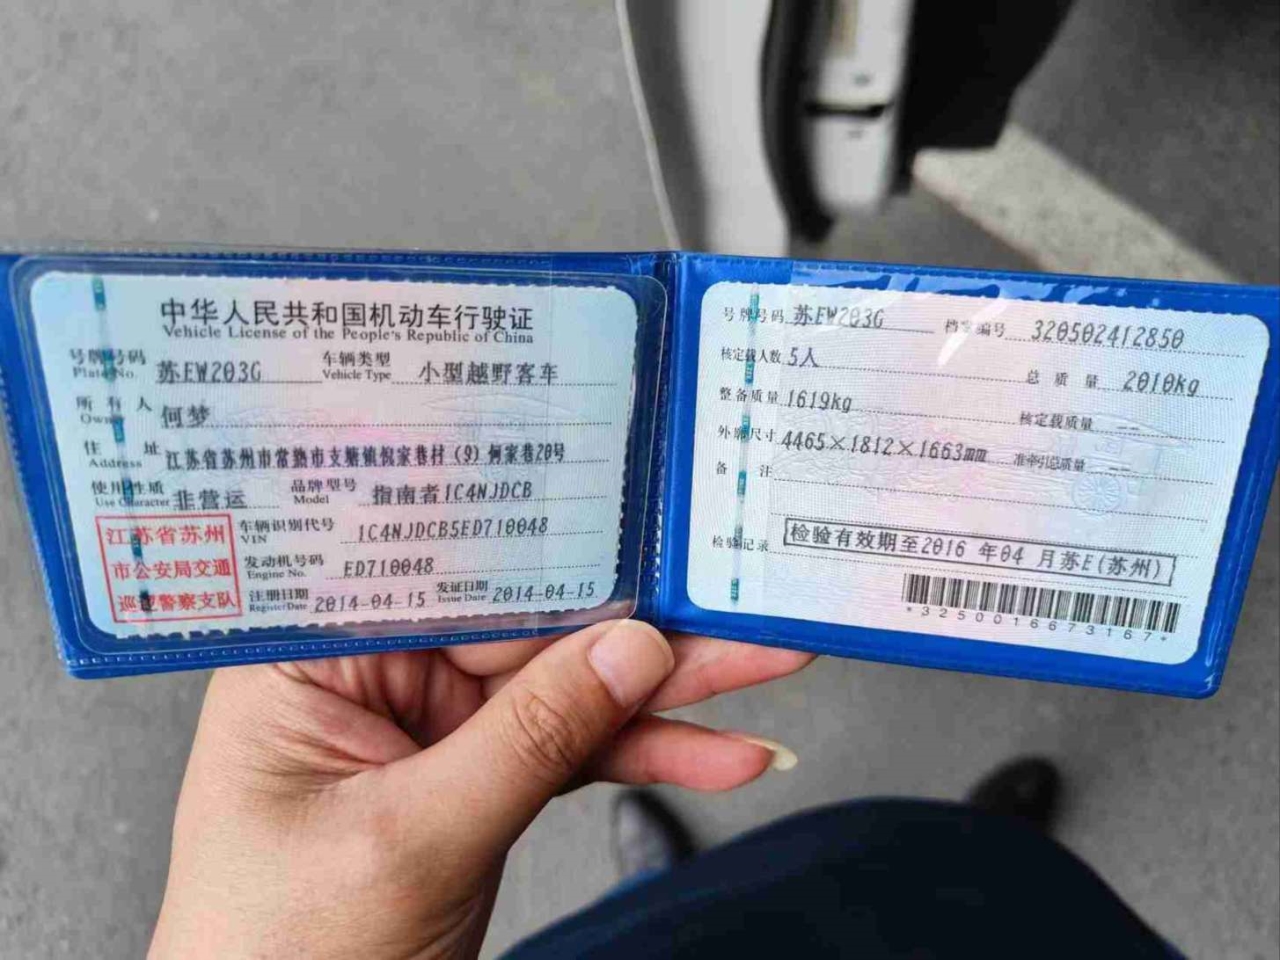 中华人民共和国机动车行驶证
Vehicle License of the People's Republic of China
号牌号码 Plate No. 苏EW203G 车辆类型 Vehicle Type 小型越野客车
所有人 Owner 何梦
住址 Address 江苏省苏州市常熟市支塘镇倪家巷村(9)何家巷20号
使用性质 Use Character 非营运 品牌型号 Model 指南者1C4NJDCB
江苏省苏州
市公安局交通
巡逻警察支队
车辆识别代号 VIN 1C4NJDCB5ED710048
发动机号码 Engine No. ED710048
注册日期 Register Date 2014-04-15 发证日期 Issue Date 2014-04-15
号牌号码 苏EW203G 档案编号 320502412850
核定载人数 5人 总质量 2010kg
整备质量 1619kg 核定载质量
外廓尺寸 4465×1812×1663mm 准牵引总质量
备注
检验记录 检验有效期至2016年04月苏E(苏州)
*3250016673167*